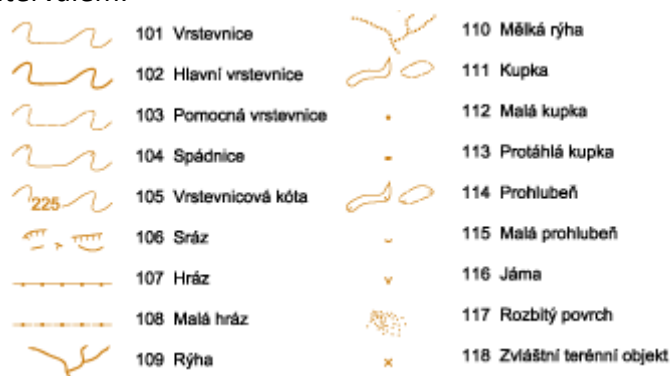 101 Vrstevnice
102 Hlavní vrstevnice
103 Pomocná vrstevnice
104 Spádnice
225
105 Vrstevnicová kóta
106 Sráz
107 Hráz
108 Malá hráz
109 Rýha
110 Mělká rýha
111 Kupka
112 Malá kupka
113 Protáhlá kupka
114 Prohlubeň
115 Malá prohlubeň
116 Jáma
117 Rozbitý povrch
118 Zvláštní terénní objekt